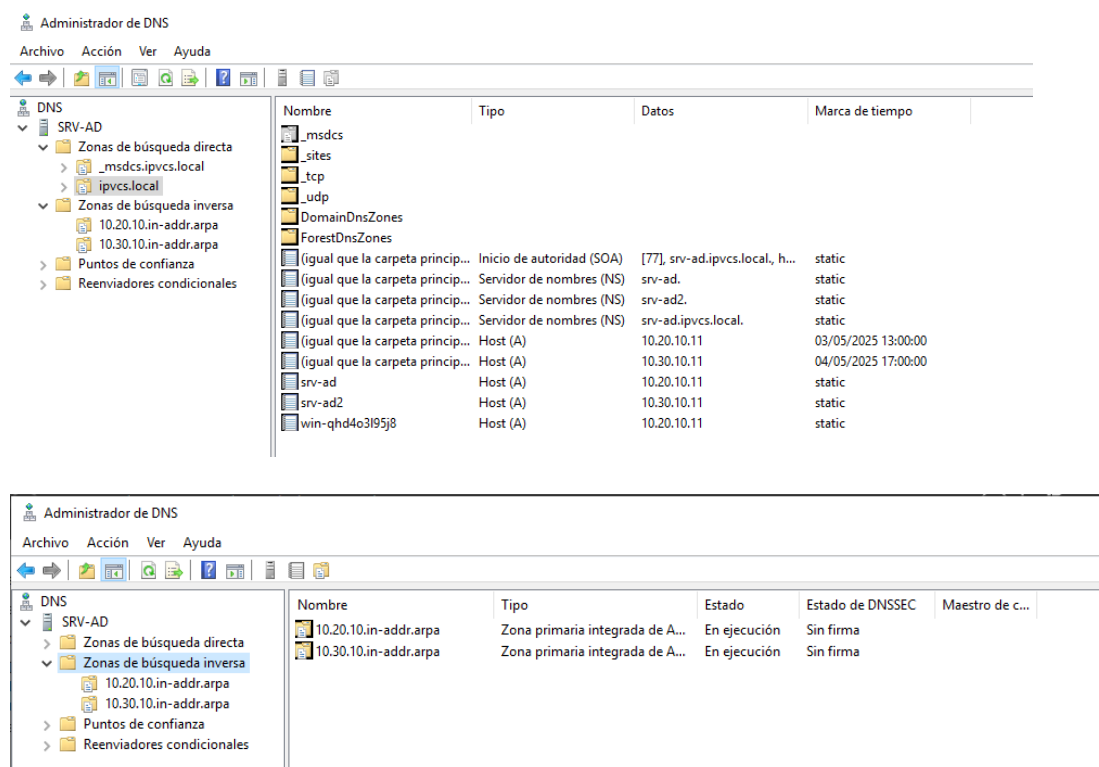 Administrador de DNS
Archivo Acción Ver Ayuda
DNS
SRV-AD
Zonas de búsqueda directa
_msdcs.ipvcs.local
ipvcs.local
Zonas de búsqueda inversa
10.20.10.in-addr.arpa
10.30.10.in-addr.arpa
Puntos de confianza
Reenviadores condicionales
Nombre Tipo Datos Marca de tiempo
_msdcs
_sites
_tcp
_udp
DomainDnsZones
ForestDnsZones
(igual que la carpeta princip... Inicio de autoridad (SOA) [77], srv-ad.ipvcs.local., h... static
(igual que la carpeta princip... Servidor de nombres (NS) srv-ad. static
(igual que la carpeta princip... Servidor de nombres (NS) srv-ad2. static
(igual que la carpeta princip... Servidor de nombres (NS) srv-ad.ipvcs.local. static
(igual que la carpeta princip... Host (A) 10.20.10.11 03/05/2025 13:00:00
(igual que la carpeta princip... Host (A) 10.30.10.11 04/05/2025 17:00:00
srv-ad Host (A) 10.20.10.11 static
srv-ad2 Host (A) 10.30.10.11 static
win-qhd4o3l95j8 Host (A) 10.20.10.11 static
Administrador de DNS
Archivo Acción Ver Ayuda
DNS
SRV-AD
Zonas de búsqueda directa
Zonas de búsqueda inversa
10.20.10.in-addr.arpa
10.30.10.in-addr.arpa
Puntos de confianza
Reenviadores condicionales
Nombre Tipo Estado Estado de DNSSEC Maestro de c...
10.20.10.in-addr.arpa Zona primaria integrada de A... En ejecución Sin firma
10.30.10.in-addr.arpa Zona primaria integrada de A... En ejecución Sin firma